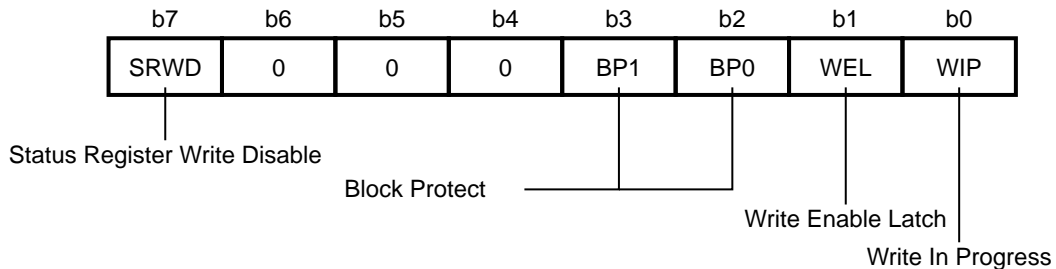 b7 b6 b5 b4 b3 b2 b1 b0
SRWD 0 0 0 BP1 BP0 WEL WIP
Status Register Write Disable
Block Protect
Write Enable Latch
Write In Progress